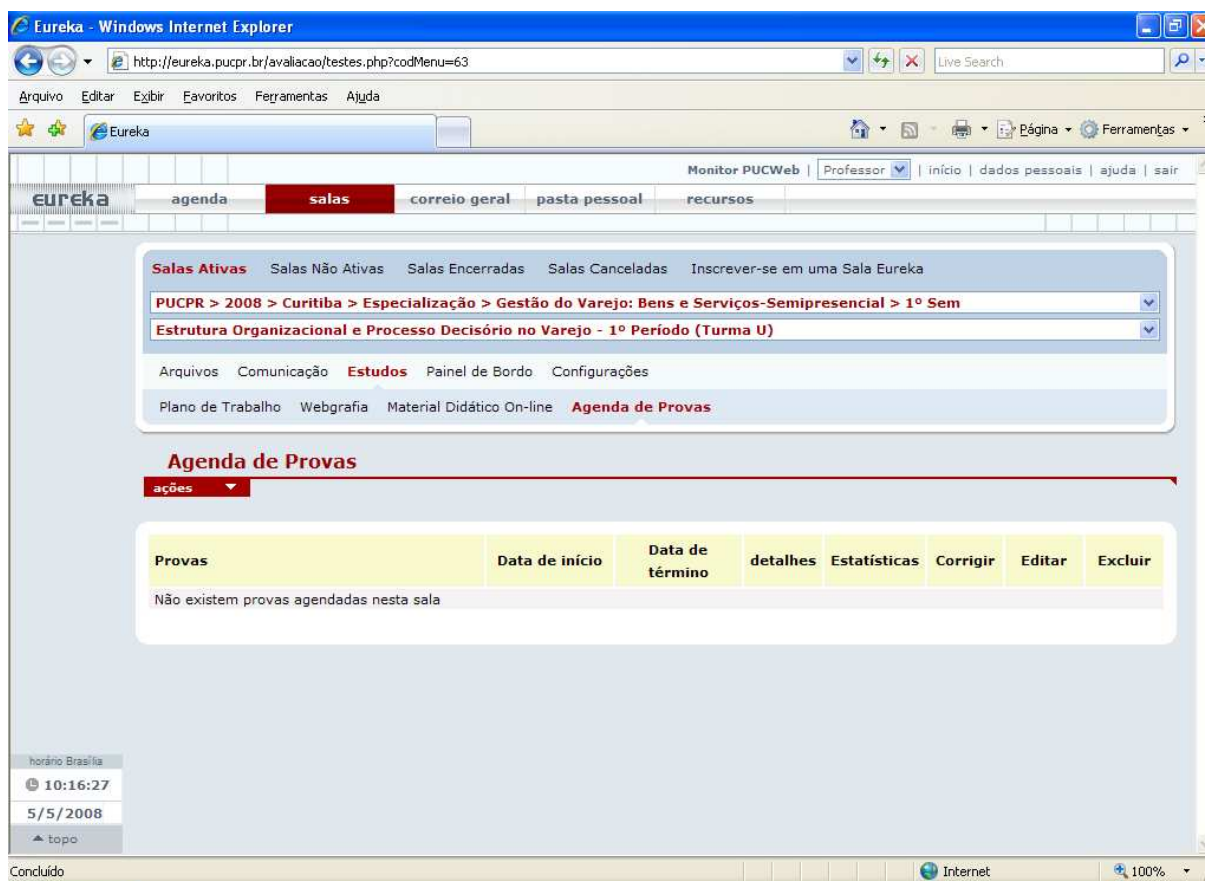 Eureka - Windows Internet Explorer
http://eureka.pucpr.br/avaliacao/testes.php?codMenu=63
Live Search
Arquivo Editar Exibir Favoritos Ferramentas Ajuda
Eureka
Página Ferramentas
Monitor PUCWeb | Professor | início | dados pessoais | ajuda | sair
eureka agenda salas correio geral pasta pessoal recursos
Salas Ativas Salas Não Ativas Salas Encerradas Salas Canceladas Inscrever-se em uma Sala Eureka
PUCPR > 2008 > Curitiba > Especialização > Gestão do Varejo: Bens e Serviços-Semipresencial > 1º Sem
Estrutura Organizacional e Processo Decisório no Varejo - 1º Período (Turma U)
Arquivos Comunicação Estudos Painel de Bordo Configurações
Plano de Trabalho Webgrafia Material Didático On-line Agenda de Provas
Agenda de Provas
ações
Provas Data de início Data de término detalhes Estatísticas Corrigir Editar Excluir
Não existem provas agendadas nesta sala
horário Brasília
10:16:27
5/5/2008
topo
Concluído Internet 100%